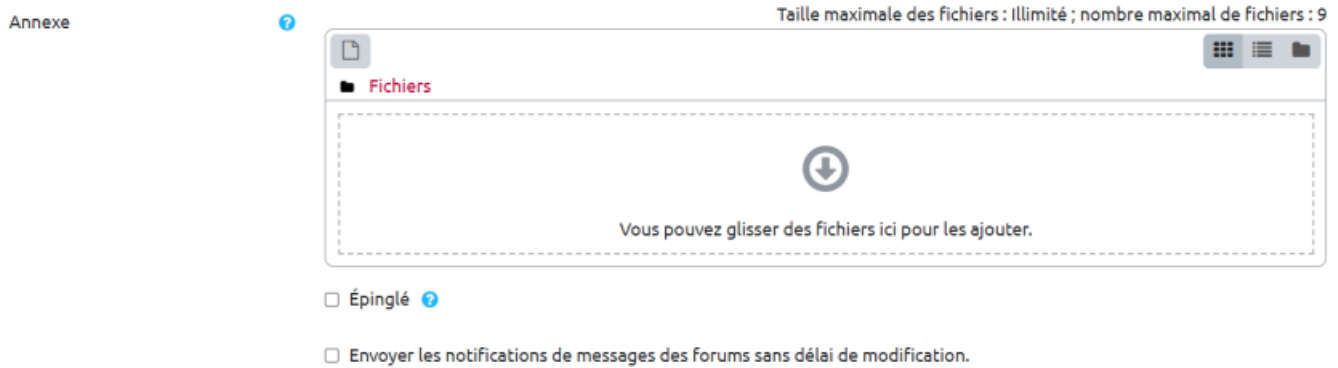 Annexe
Taille maximale des fichiers : Illimité ; nombre maximal de fichiers : 9
Fichiers
Vous pouvez glisser des fichiers ici pour les ajouter.
Épinglé
Envoyer les notifications de messages des forums sans délai de modification.